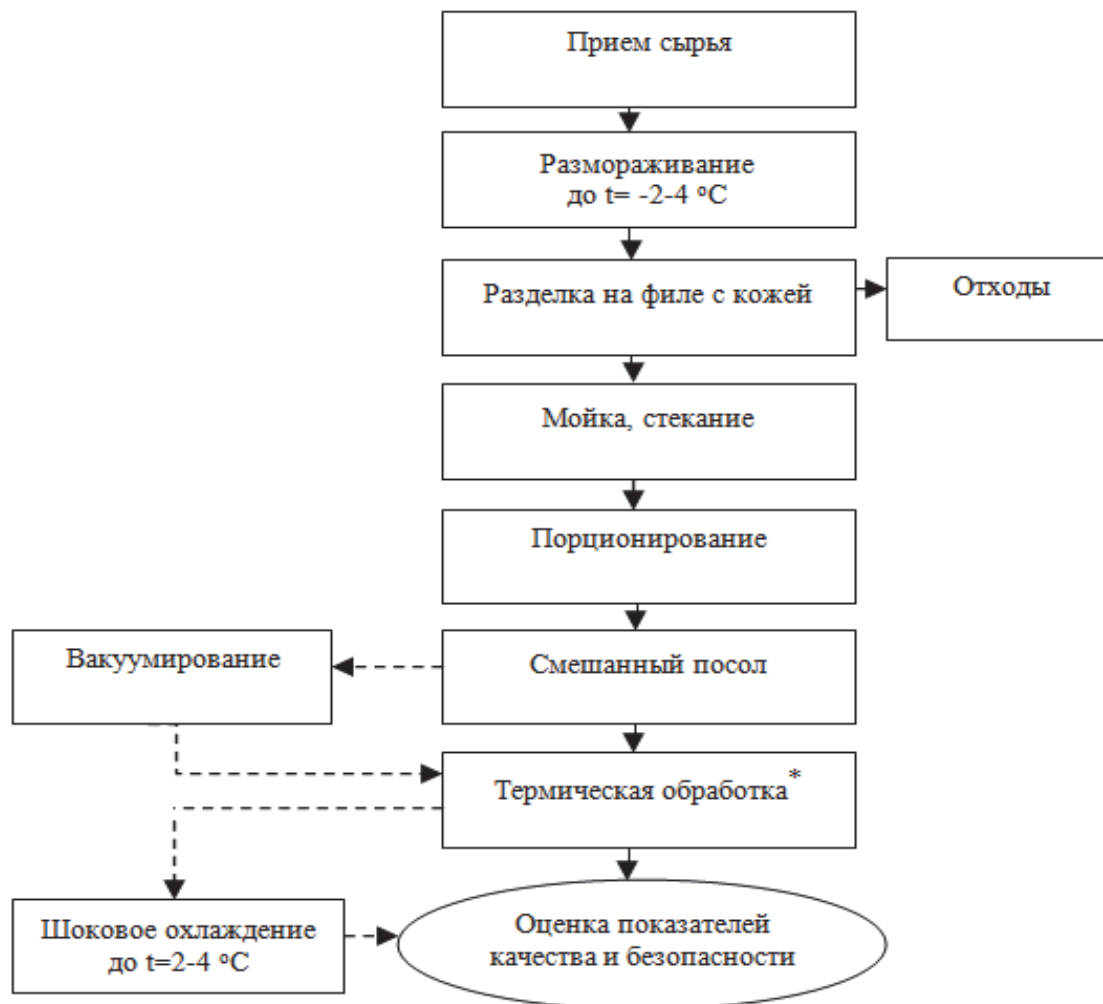 Прием сырья
Размораживание
до t= -2-4 °С
Разделка на филе с кожей
Отходы
Мойка, стекание
Порционирование
Вакуумирование
Смешанный посол
Термическая обработка*
Шоковое охлаждение
до t=2-4 °С
Оценка показателей
качества и безопасности